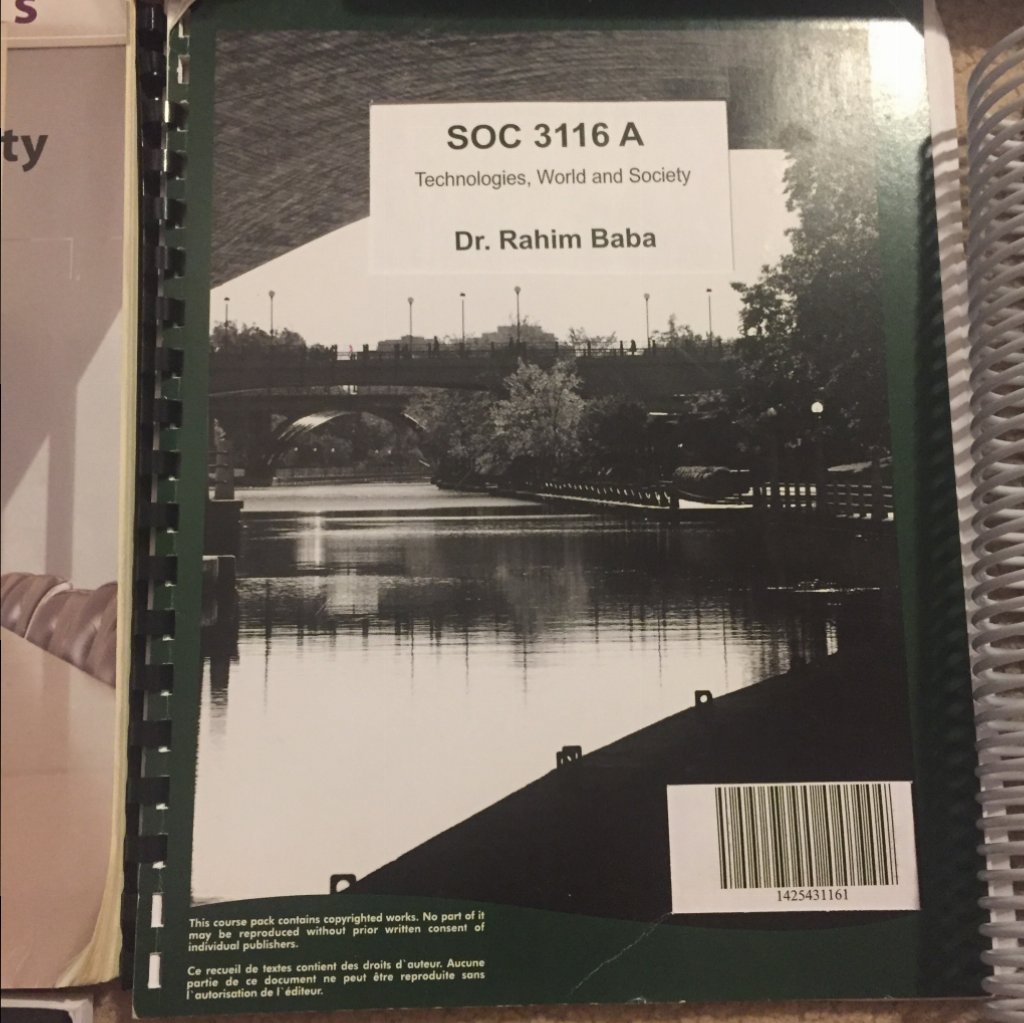 s
ty
SOC 3116 A
Technologies, World and Society
Dr. Rahim Baba
1425431161
This course pack contains copyrighted works. No part of it
may be reproduced without prior written consent of
individual publishers.
Ce recueil de textes contient des droits d`auteur. Aucune
partie de ce document ne peut être reproduite sans
l`autorisation de l`éditeur.